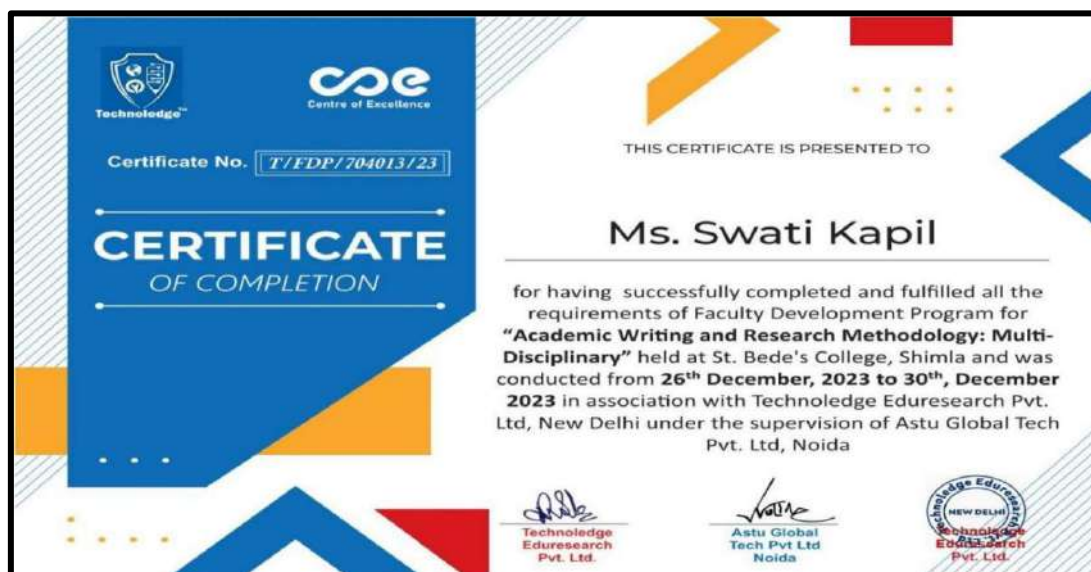 Technoledge™
coe
Centre of Excellence
Certificate No. T/FDP/704013/23
CERTIFICATE
OF COMPLETION
THIS CERTIFICATE IS PRESENTED TO
Ms. Swati Kapil
for having successfully completed and fulfilled all the
requirements of Faculty Development Program for
“Academic Writing and Research Methodology: Multi-
Disciplinary” held at St. Bede's College, Shimla and was
conducted from 26th December, 2023 to 30th, December
2023 in association with Technoledge Eduresearch Pvt.
Ltd, New Delhi under the supervision of Astu Global Tech
Pvt. Ltd, Noida
Technoledge
Eduresearch
Pvt. Ltd.
Astu Global
Tech Pvt Ltd
Noida
Technoledge Eduresearch
NEW DELHI
Technoledge
Eduresearch
Pvt. Ltd.